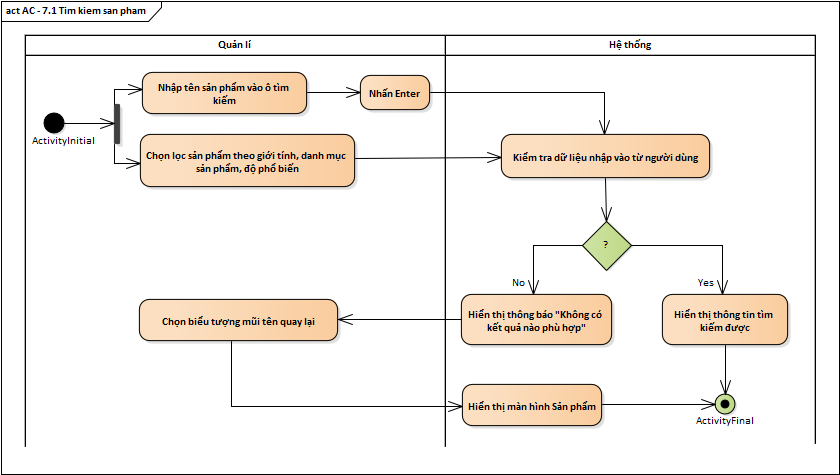 act AC - 7.1 Tim kiem san pham
Quản lí
Hệ thống
Nhập tên sản phẩm vào ô tìm
kiếm
Nhấn Enter
ActivityInitial
Chọn lọc sản phẩm theo giới tính, danh mục
sản phẩm, độ phổ biến
Kiểm tra dữ liệu nhập vào từ người dùng
?
No
Yes
Chọn biểu tượng mũi tên quay lại
Hiển thị thông báo "Không có
kết quả nào phù hợp"
Hiển thị thông tin tìm
kiếm được
Hiển thị màn hình Sản phẩm
ActivityFinal